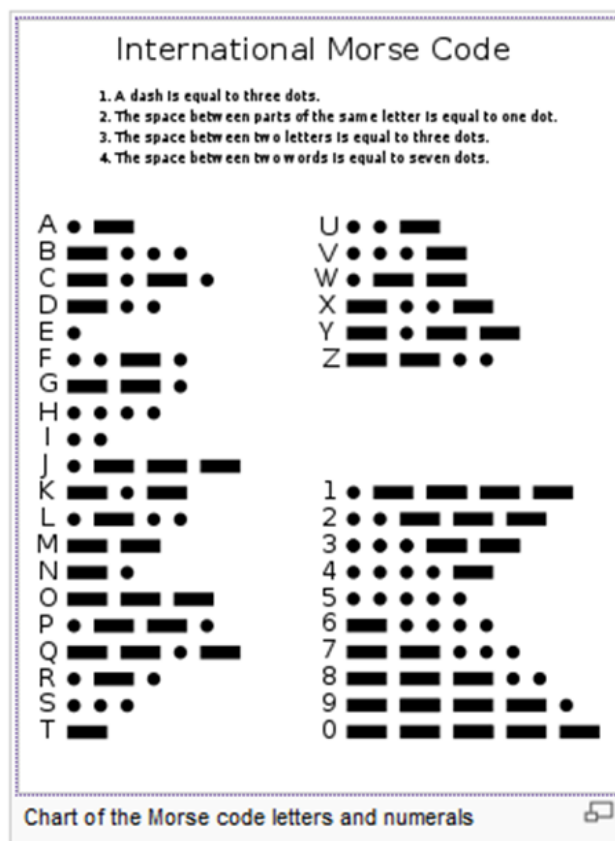 International Morse Code
1. A dash is equal to three dots.
2. The space between parts of the same letter is equal to one dot.
3. The space between two letters is equal to three dots.
4. The space between two words is equal to seven dots.
A
B
C
D
E
F
G
H
I
J
K
L
M
N
O
P
Q
R
S
T
U
V
W
X
Y
Z
1
2
3
4
5
6
7
8
9
0
Chart of the Morse code letters and numerals